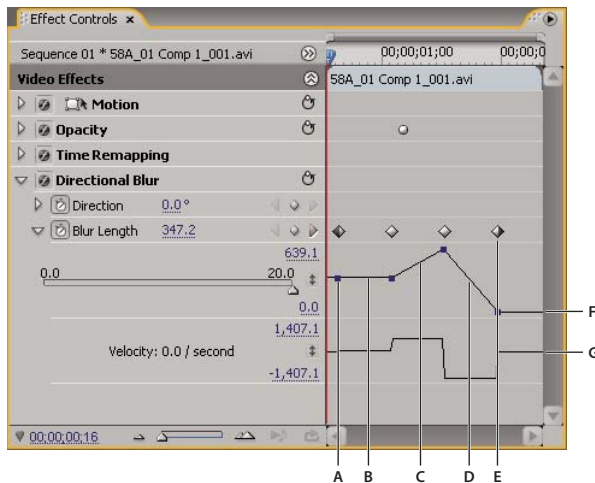 Effect Controls ×
Sequence 01 * 58A_01 Comp 1_001.avi
00;00;01;00 00;00;0
Video Effects
58A_01 Comp 1_001.avi
Motion
Opacity
Time Remapping
Directional Blur
Direction 0.0 °
Blur Length 347.2
639.1
0.0 20.0
0.0
F
1,407.1
Velocity: 0.0 / second
G
-1,407.1
00;00;00;16
A B C D E